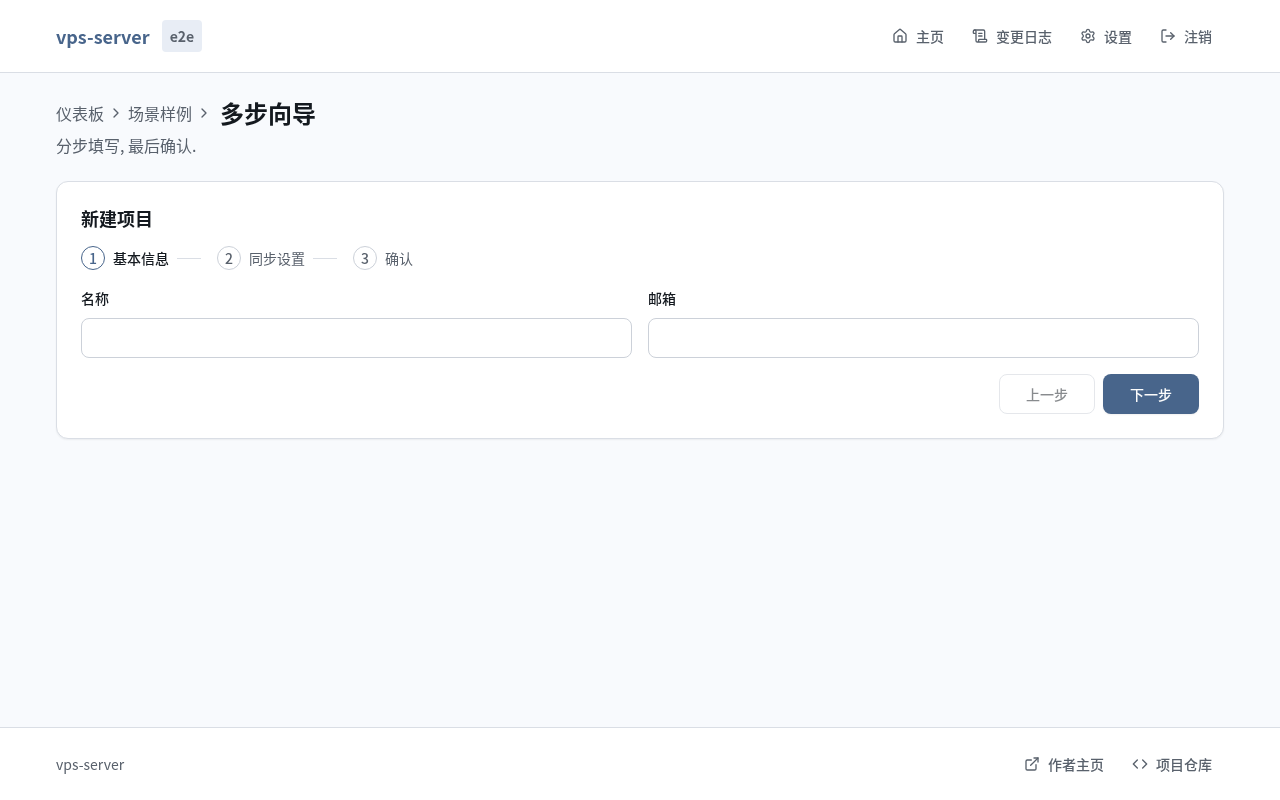 vps-server e2e 主页 变更日志 设置 注销
仪表板 场景样例 多步向导
分步填写, 最后确认.
新建项目
1 基本信息 2 同步设置 3 确认
名称 邮箱
上一步 下一步
vps-server 作者主页 项目仓库